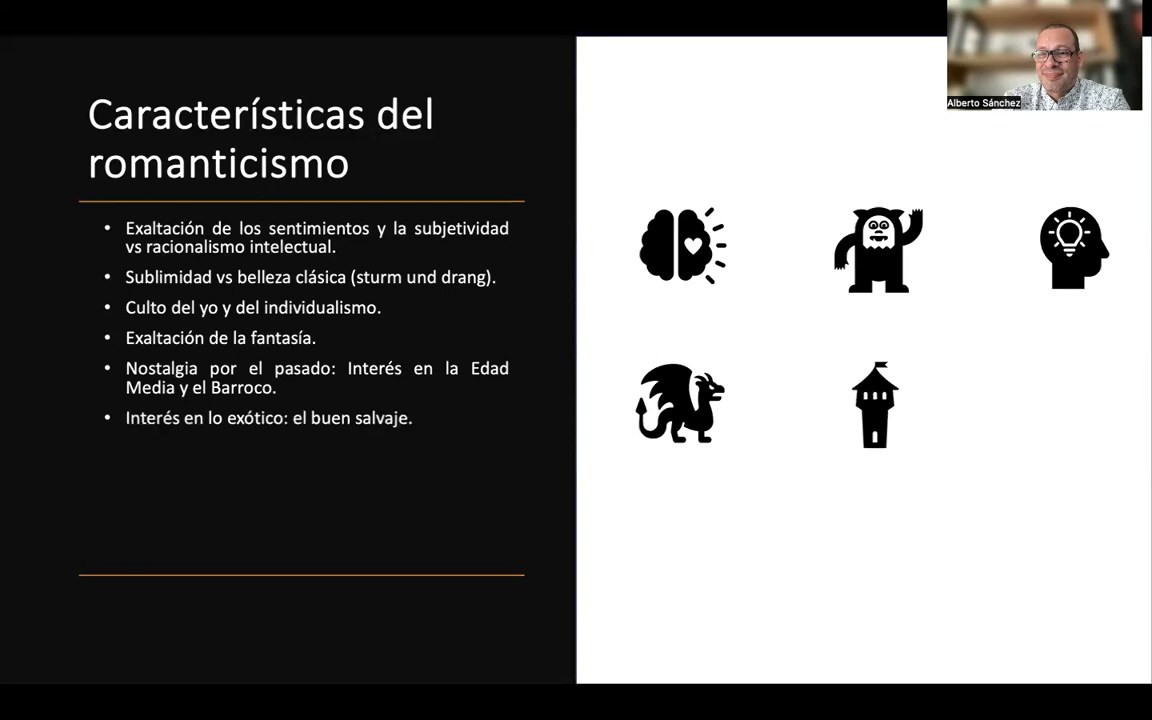 Características del
romanticismo
• Exaltación de los sentimientos y la subjetividad
vs racionalismo intelectual.
• Sublimidad vs belleza clásica (sturm und drang).
• Culto del yo y del individualismo.
• Exaltación de la fantasía.
• Nostalgia por el pasado: Interés en la Edad
Media y el Barroco.
• Interés en lo exótico: el buen salvaje.
Alberto Sánchez